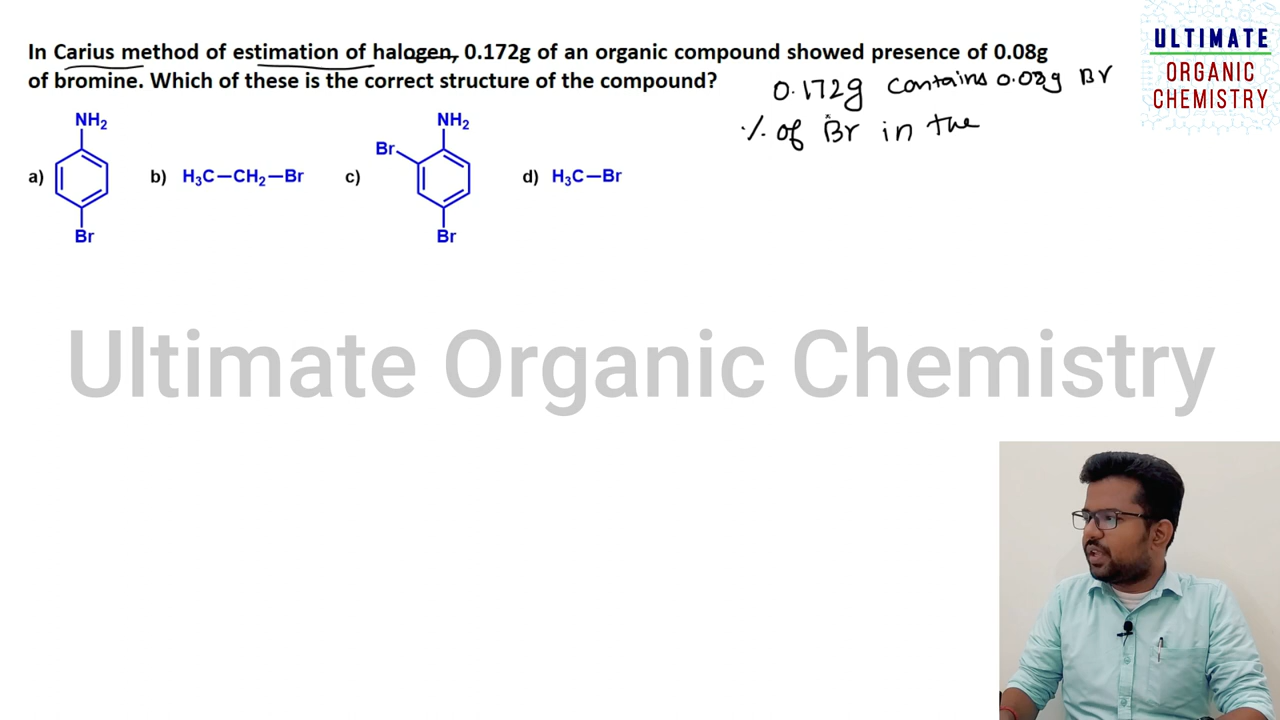 In Carius method of estimation of halogen, 0.172g of an organic compound showed presence of 0.08g
of bromine. Which of these is the correct structure of the compound?
0.172g contains 0.08g Br
% of Br in the
ULTIMATE
ORGANIC
CHEMISTRY
a)
NH2
Br
b) H3C–CH2–Br
c)
NH2
Br
Br
d) H3C–Br
Ultimate Organic Chemistry